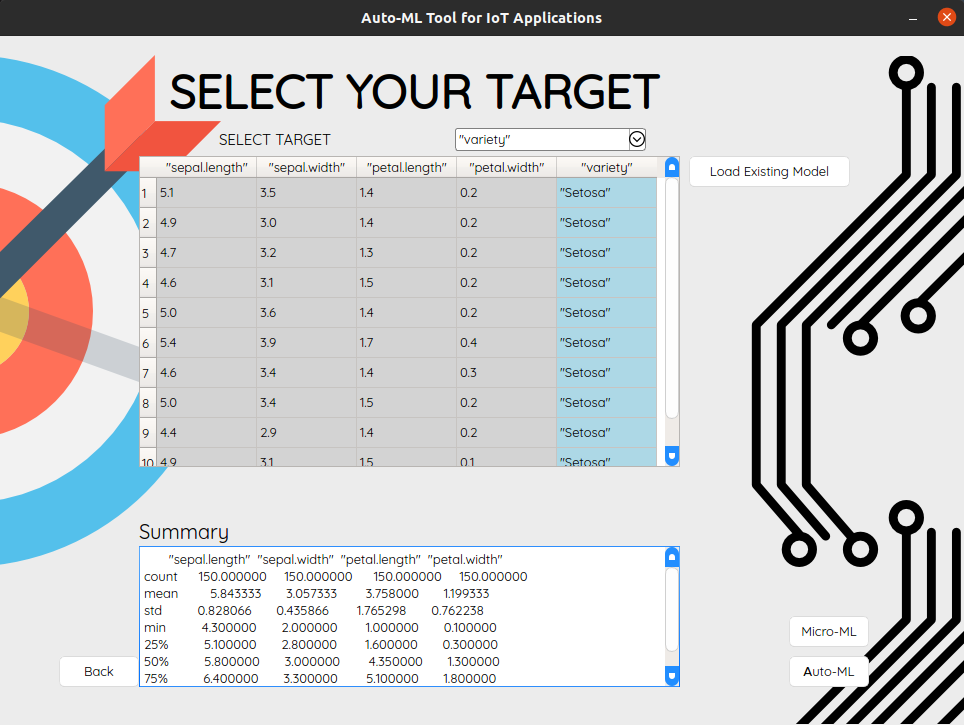 Auto-ML Tool for IoT Applications
SELECT YOUR TARGET
SELECT TARGET "variety"
"sepal.length" "sepal.width" "petal.length" "petal.width" "variety"
Load Existing Model
1 5.1 3.5 1.4 0.2 "Setosa"
2 4.9 3.0 1.4 0.2 "Setosa"
3 4.7 3.2 1.3 0.2 "Setosa"
4 4.6 3.1 1.5 0.2 "Setosa"
5 5.0 3.6 1.4 0.2 "Setosa"
6 5.4 3.9 1.7 0.4 "Setosa"
7 4.6 3.4 1.4 0.3 "Setosa"
8 5.0 3.4 1.5 0.2 "Setosa"
9 4.4 2.9 1.4 0.2 "Setosa"
10 4.9 3.1 1.5 0.1 "Setosa"
Summary
"sepal.length" "sepal.width" "petal.length" "petal.width"
count 150.000000 150.000000 150.000000 150.000000
mean 5.843333 3.057333 3.758000 1.199333
std 0.828066 0.435866 1.765298 0.762238
min 4.300000 2.000000 1.000000 0.100000
25% 5.100000 2.800000 1.600000 0.300000
50% 5.800000 3.000000 4.350000 1.300000
75% 6.400000 3.300000 5.100000 1.800000
Micro-ML
Back
Auto-ML